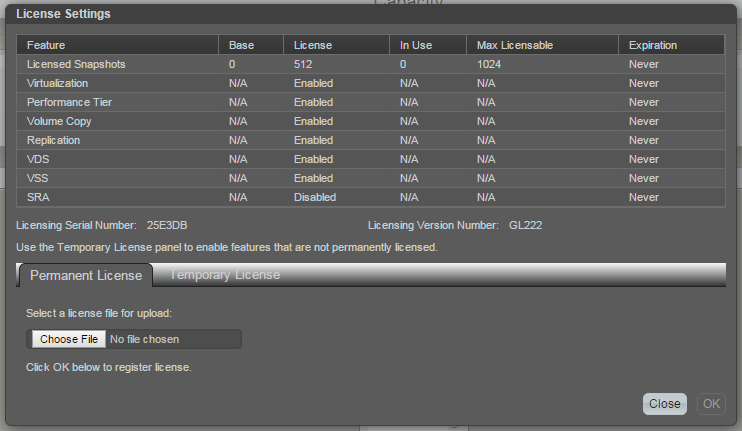 Capacity
License Settings
Feature Base License In Use Max Licensable Expiration
Licensed Snapshots 0 512 0 1024 Never
Virtualization N/A Enabled N/A N/A Never
Performance Tier N/A Enabled N/A N/A Never
Volume Copy N/A Enabled N/A N/A Never
Replication N/A Enabled N/A N/A Never
VDS N/A Enabled N/A N/A Never
VSS N/A Enabled N/A N/A Never
SRA N/A Disabled N/A N/A Never
Licensing Serial Number: 25E3DB Licensing Version Number: GL222
Use the Temporary License panel to enable features that are not permanently licensed.
Permanent License Temporary License
Select a license file for upload:
Choose File No file chosen
Click OK below to register license.
Close OK